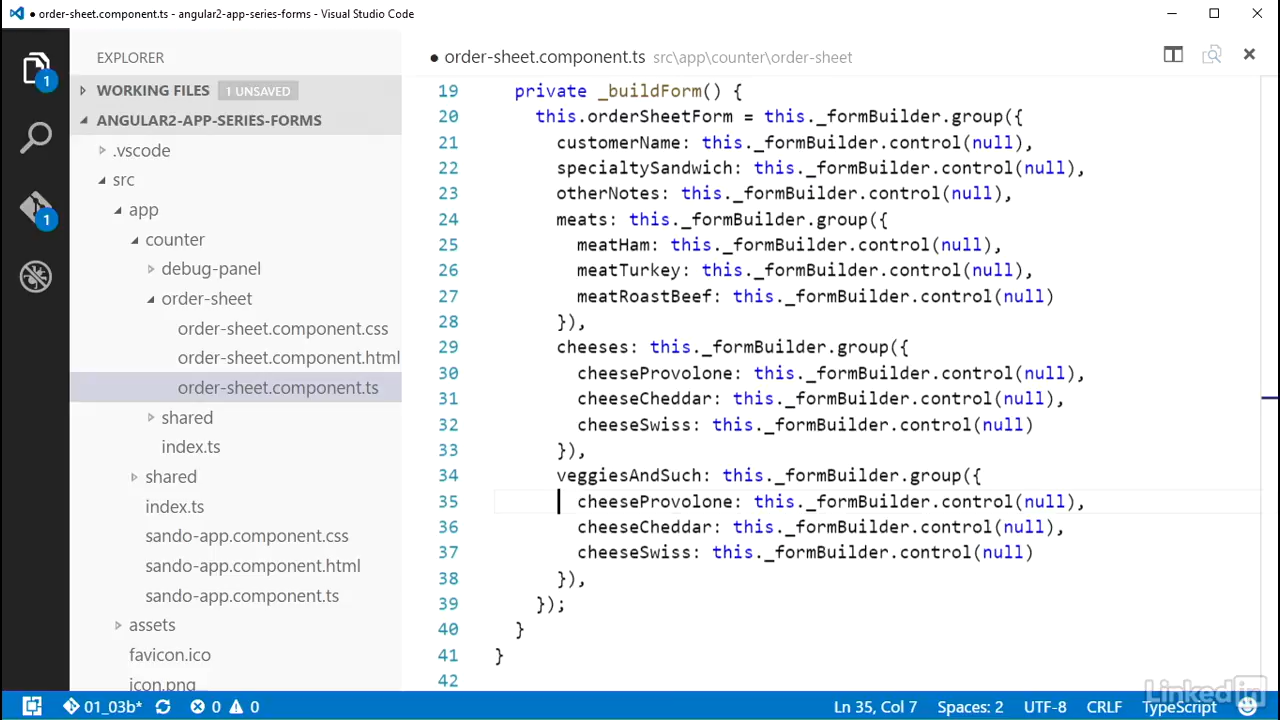 order-sheet.component.ts - angular2-app-series-forms - Visual Studio Code
EXPLORER
WORKING FILES 1 UNSAVED
ANGULAR2-APP-SERIES-FORMS
.vscode
src
app
counter
debug-panel
order-sheet
order-sheet.component.css
order-sheet.component.html
order-sheet.component.ts
shared
index.ts
shared
index.ts
sando-app.component.css
sando-app.component.html
sando-app.component.ts
assets
favicon.ico
icon.png
1
1
order-sheet.component.ts src\app\counter\order-sheet
19 private _buildForm() {
20 this.orderSheetForm = this._formBuilder.group({
21 customerName: this._formBuilder.control(null),
22 specialtySandwich: this._formBuilder.control(null),
23 otherNotes: this._formBuilder.control(null),
24 meats: this._formBuilder.group({
25 meatHam: this._formBuilder.control(null),
26 meatTurkey: this._formBuilder.control(null),
27 meatRoastBeef: this._formBuilder.control(null)
28 }),
29 cheeses: this._formBuilder.group({
30 cheeseProvolone: this._formBuilder.control(null),
31 cheeseCheddar: this._formBuilder.control(null),
32 cheeseSwiss: this._formBuilder.control(null)
33 }),
34 veggiesAndSuch: this._formBuilder.group({
35 cheeseProvolone: this._formBuilder.control(null),
36 cheeseCheddar: this._formBuilder.control(null),
37 cheeseSwiss: this._formBuilder.control(null)
38 }),
39 });
40 }
41 }
42
LinkedIn
01_03b* 0 0 Ln 35, Col 7 Spaces: 2 UTF-8 CRLF TypeScript